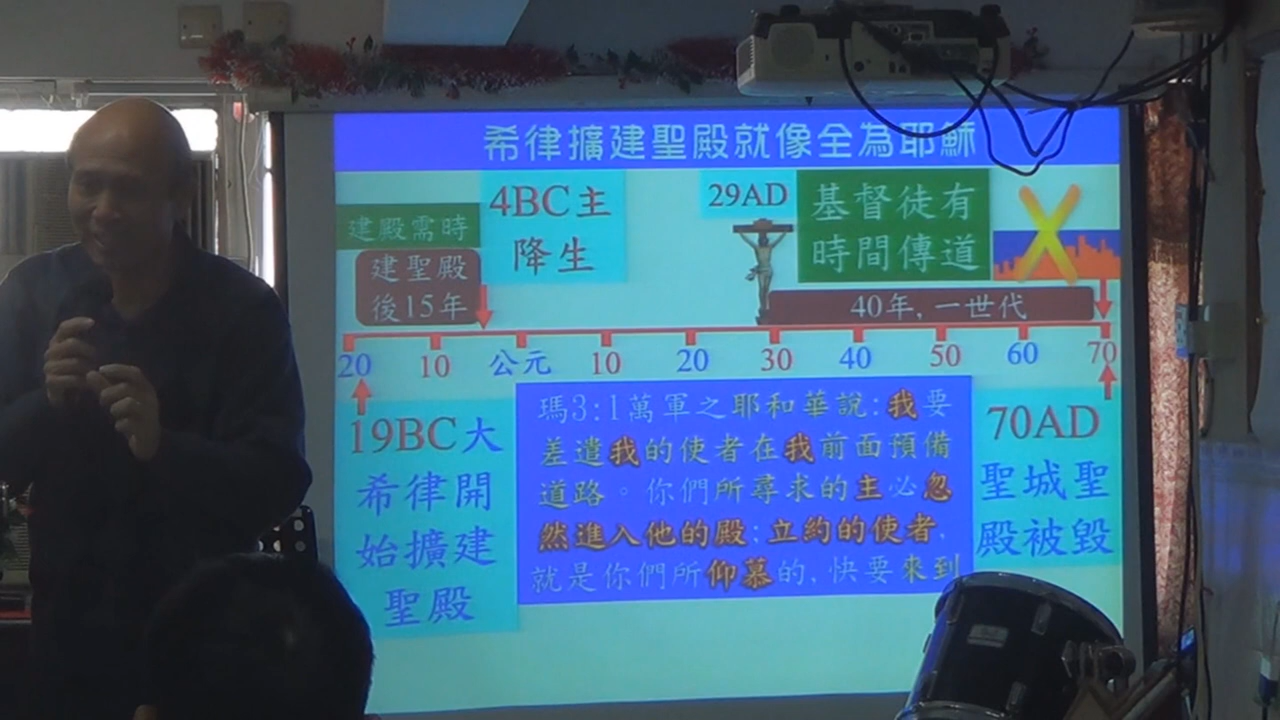 希律擴建聖殿就像全為耶穌
4BC主
降生
29AD
基督徒有
時間傳道
建殿需時
建聖殿
後15年
40年, 一世代
20 10 公元 10 20 30 40 50 60 70
19BC大
希律開
始擴建
聖殿
瑪3:1萬軍之耶和華說:我要
差遣我的使者在我前面預備
道路。你們所尋求的主必忽
然進入他的殿;立約的使者,
就是你們所仰慕的,快要來到
70AD
聖城聖
殿被毀